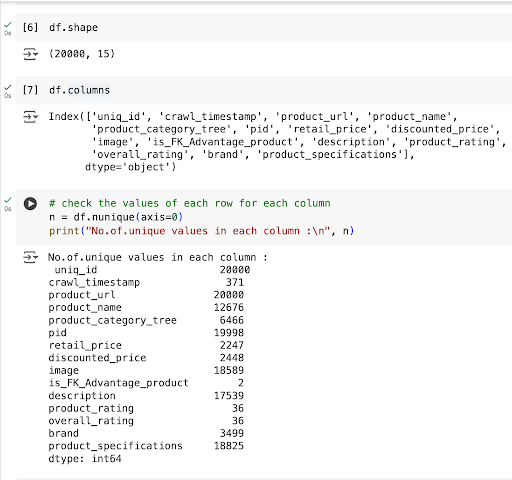 [6] df.shape
0s
(20000, 15)
[7] df.columns
0s
Index(['uniq_id', 'crawl_timestamp', 'product_url', 'product_name',
'product_category_tree', 'pid', 'retail_price', 'discounted_price',
'image', 'is_FK_Advantage_product', 'description', 'product_rating',
'overall_rating', 'brand', 'product_specifications'],
dtype='object')
# check the values of each row for each column
0s
n = df.nunique(axis=0)
print("No.of.unique values in each column :\n", n)
No.of.unique values in each column :
uniq_id 20000
crawl_timestamp 371
product_url 20000
product_name 12676
product_category_tree 6466
pid 19998
retail_price 2247
discounted_price 2448
image 18589
is_FK_Advantage_product 2
description 17539
product_rating 36
overall_rating 36
brand 3499
product_specifications 18825
dtype: int64